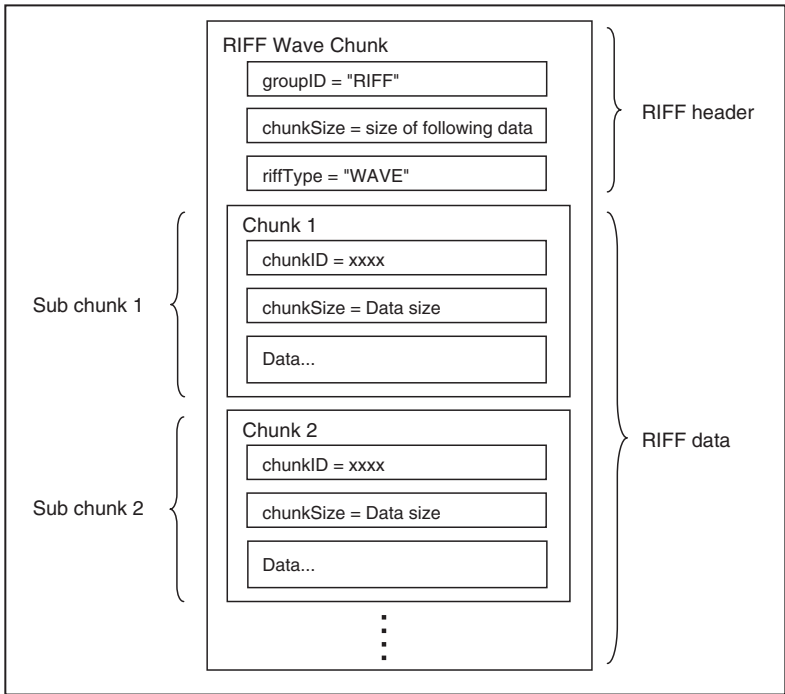 RIFF Wave Chunk
groupID = "RIFF"
chunkSize = size of following data
riffType = "WAVE"
RIFF header
Chunk 1
chunkID = xxxx
chunkSize = Data size
Data...
Sub chunk 1
Chunk 2
chunkID = xxxx
chunkSize = Data size
Data...
Sub chunk 2
RIFF data